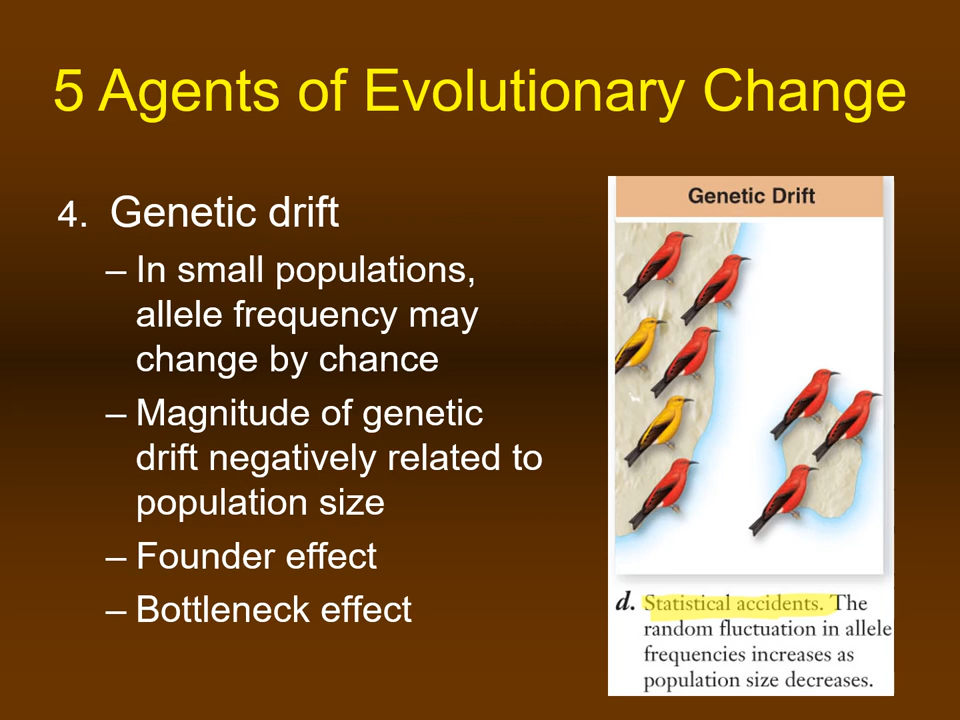 5 Agents of Evolutionary Change
4. Genetic drift
– In small populations,
allele frequency may
change by chance
– Magnitude of genetic
drift negatively related to
population size
– Founder effect
– Bottleneck effect
Genetic Drift
d. Statistical accidents. The
random fluctuation in allele
frequencies increases as
population size decreases.